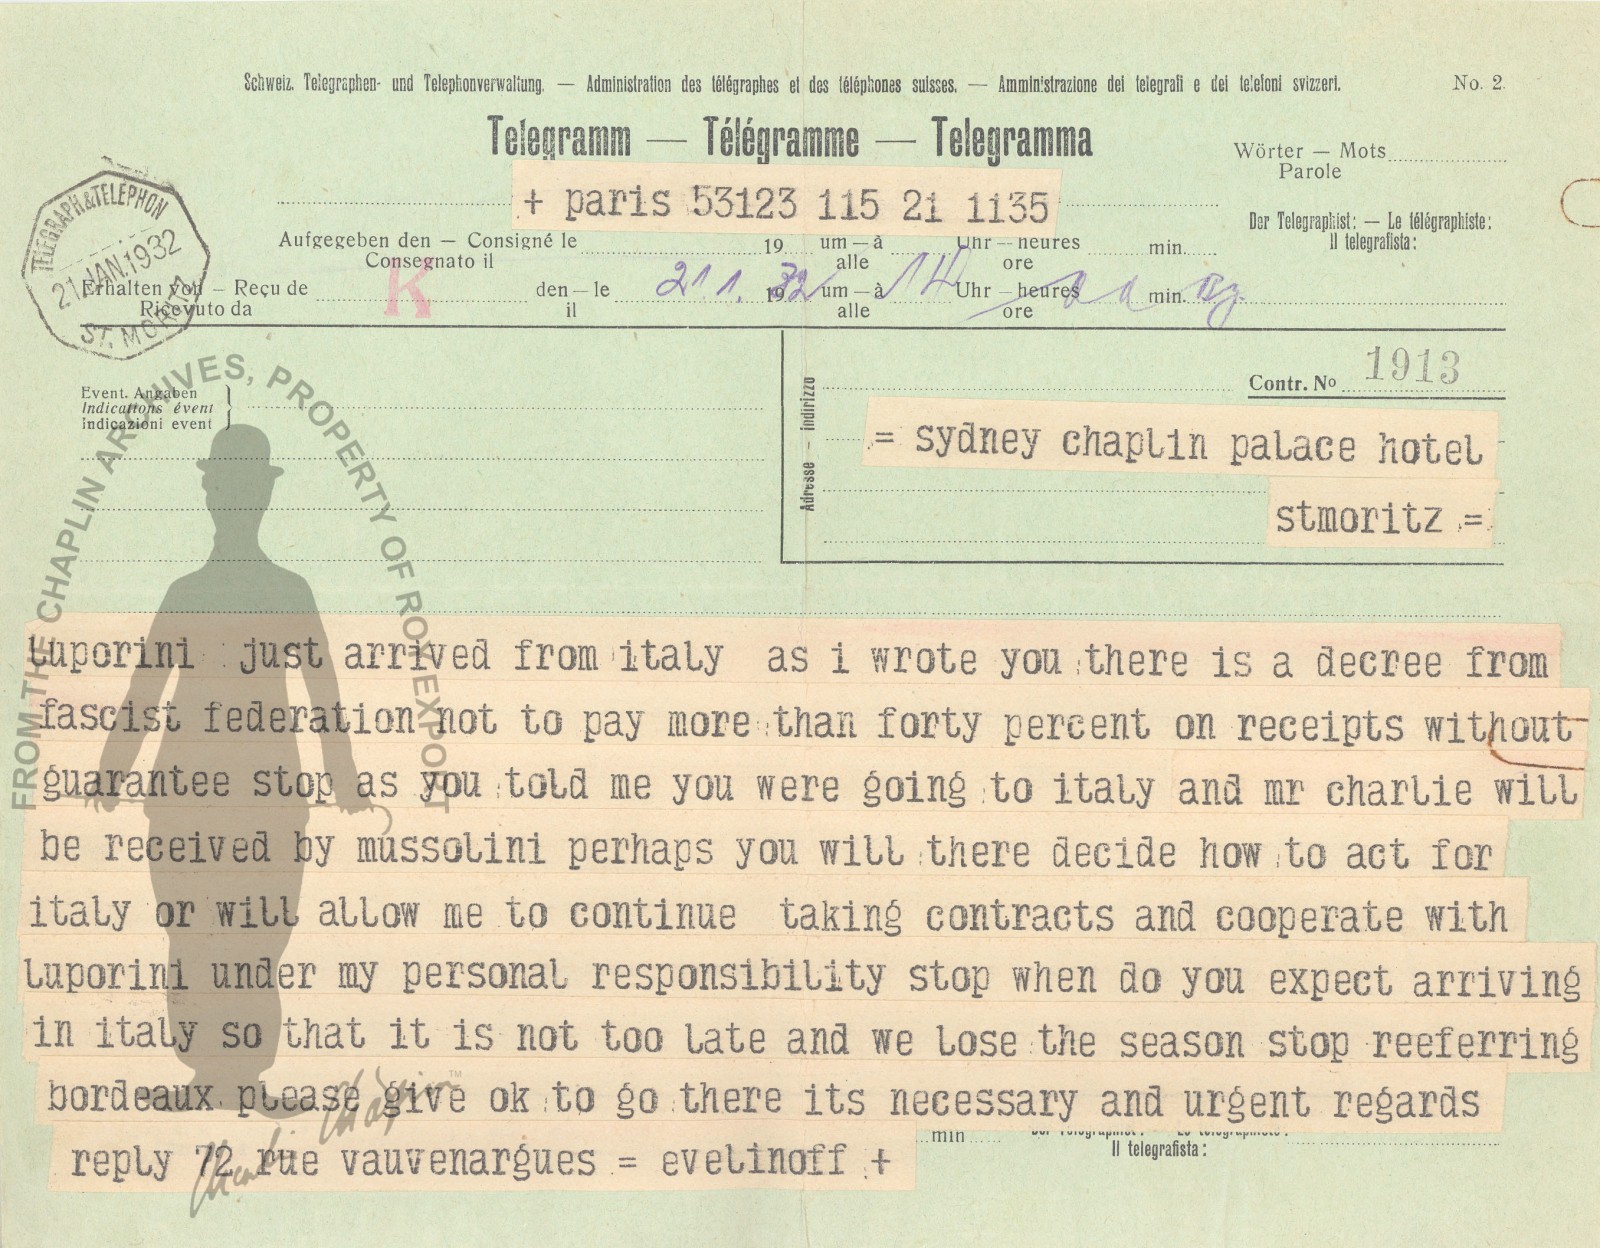 Schweiz. Telegraphen- und Telephonverwaltung. — Administration des télégraphes et des téléphones suisses. — Amministrazione dei telegrafi e dei telefoni svizzeri.
No. 2.
Telegramm — Télégramme — Telegramma
Wörter — Mots
Parole
+ paris 53123 115 21 1135
Der Telegraphist: — Le télégraphiste:
Il telegrafista:
TELEGRAPH & TELEPHON
21. JAN. 1932
ST. MORITZ
Aufgegeben den — Consigné le 19 um — à Uhr — heures min.
Consegnato il alle ore
Erhalten von — Reçu de K den — le 21 1. 1932 um — à 14 Uhr — heures min.
Ricevuto da il alle ore
Event. Angaben
Indications évent
Indicazioni event
Adresse - indirizzo
Contr. No 1913
= sydney chaplin palace hotel
stmoritz =
luporini just arrived from italy as i wrote you there is a decree from
fascist federation not to pay more than forty percent on receipts without
guarantee stop as you told me you were going to italy and mr charlie will
be received by mussolini perhaps you will there decide how to act for
italy or will allow me to continue taking contracts and cooperate with
luporini under my personal responsibility stop when do you expect arriving
in italy so that it is not too late and we lose the season stop reeferring
bordeaux please give ok to go there its necessary and urgent regards
reply 72 rue vauvenargues = evelinoff +
min
Der Telegraphist: Le télégraphiste:
Il telegrafista:
FROM THE CHAPLIN ARCHIVES, PROPERTY OF ROY EXPORT
Charlie Chaplin ™